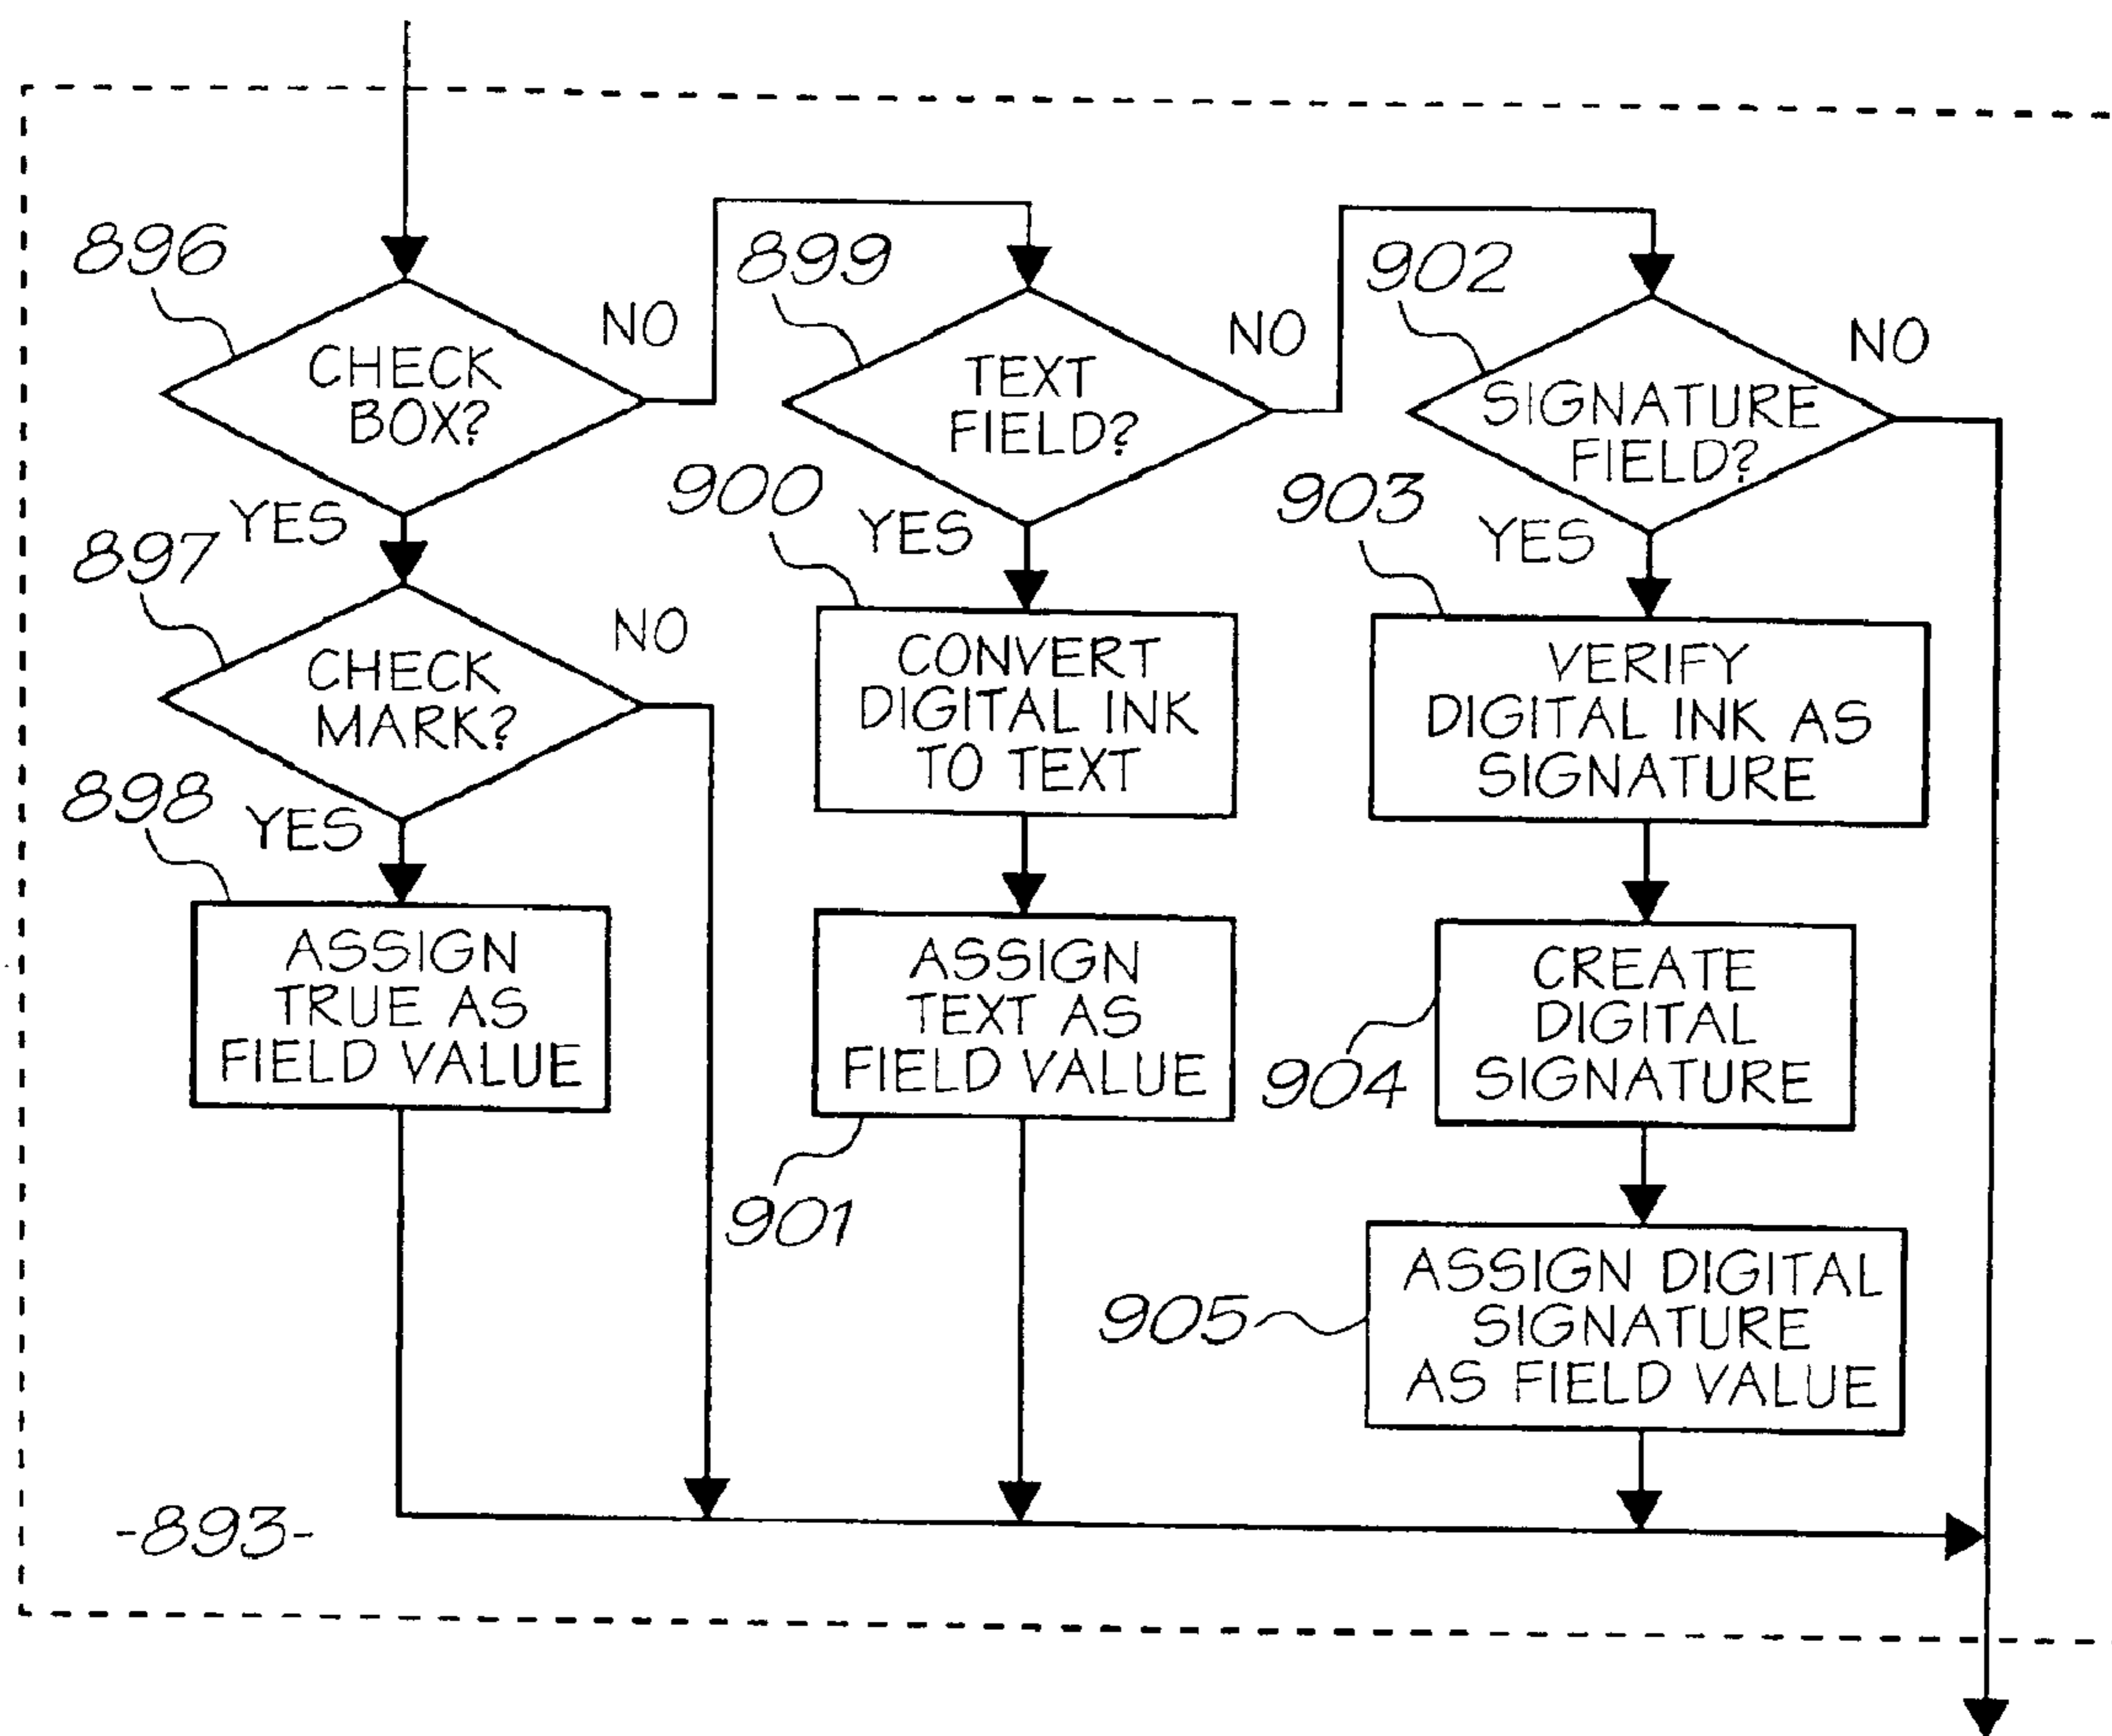 896
CHECK
BOX?
NO
YES
897
CHECK
MARK?
NO
YES
898
ASSIGN
TRUE AS
FIELD VALUE
899
TEXT
FIELD?
NO
YES
900
CONVERT
DIGITAL INK
TO TEXT
ASSIGN
TEXT AS
FIELD VALUE
901
902
SIGNATURE
FIELD?
NO
YES
903
VERIFY
DIGITAL INK AS
SIGNATURE
CREATE
DIGITAL
SIGNATURE
904
ASSIGN DIGITAL
SIGNATURE
AS FIELD VALUE
905
-893-